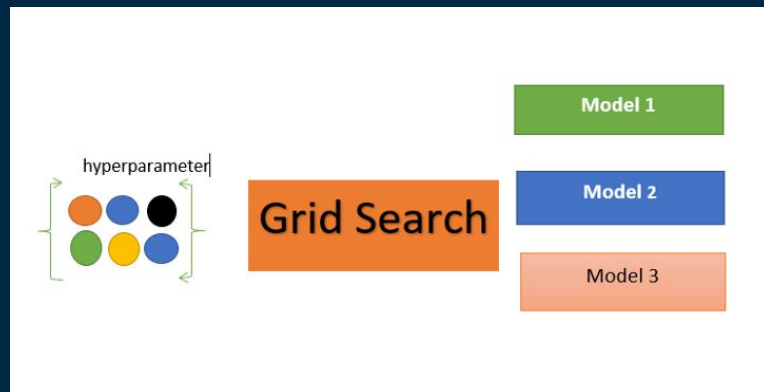 hyperparameter
Grid Search
Model 1
Model 2
Model 3